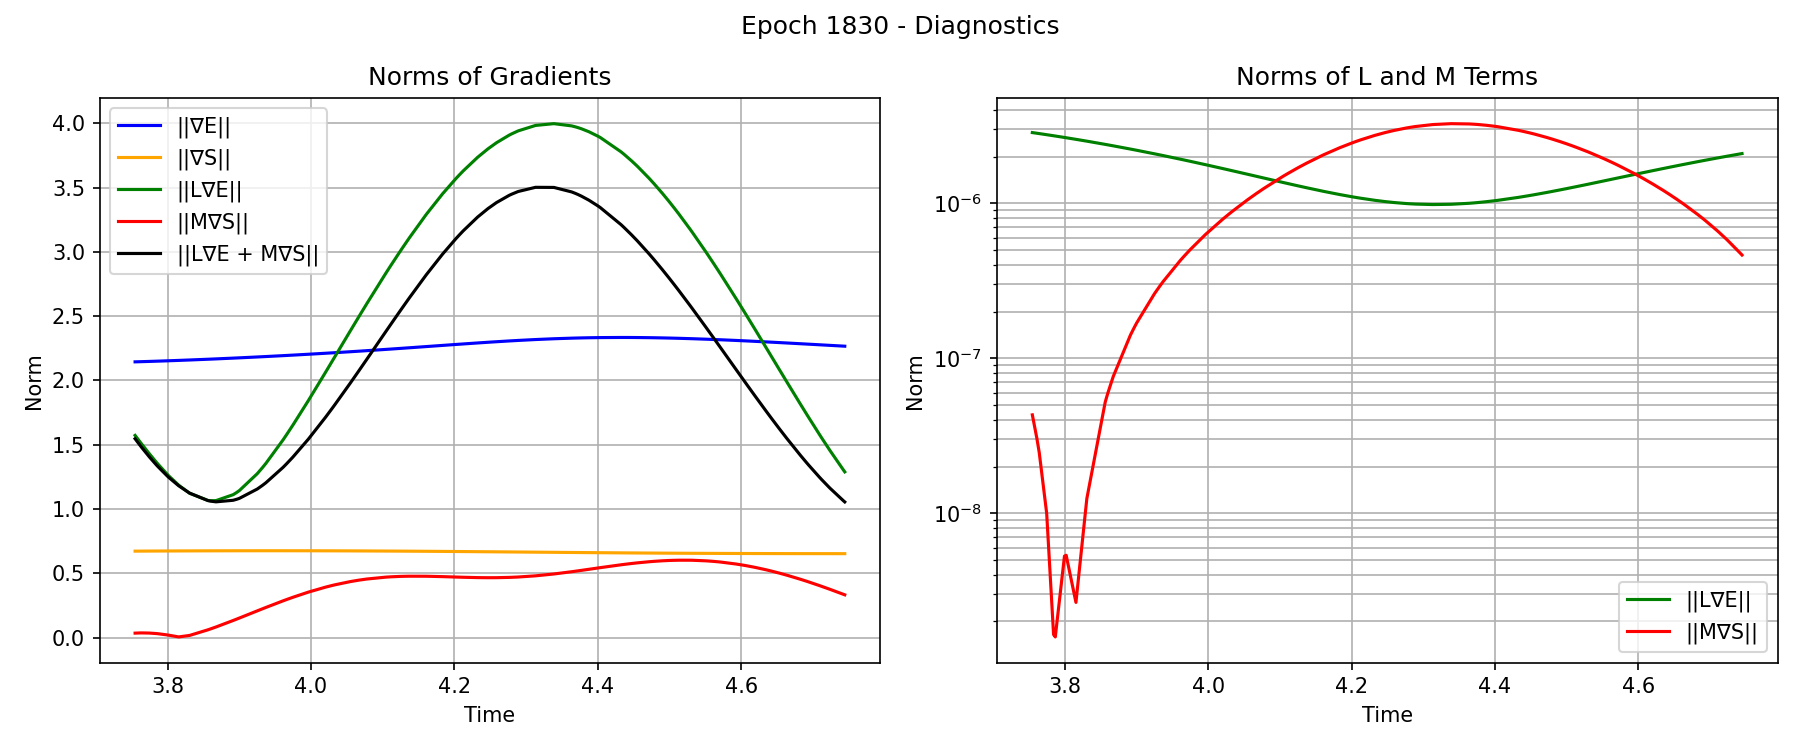 Epoch 1830 - Diagnostics
Norms of Gradients
Norm
4.0
3.5
3.0
2.5
2.0
1.5
1.0
0.5
0.0
||∇E||
||∇S||
||L∇E||
||M∇S||
||L∇E + M∇S||
3.8 4.0 4.2 4.4 4.6
Time
Norms of L and M Terms
Norm
10⁻⁶
10⁻⁷
10⁻⁸
||L∇E||
||M∇S||
3.8 4.0 4.2 4.4 4.6
Time